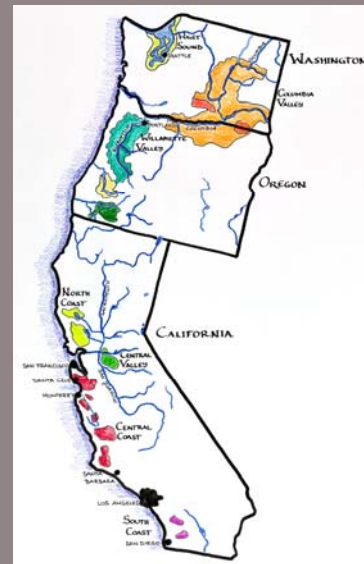 PUGET
SOUND
SEATTLE
WASHINGTON
COLUMBIA
VALLEY
PORTLAND
COLUMBIA
WILLAMETTE
VALLEY
OREGON
NORTH
COAST
CALIFORNIA
SAN FRANCISCO
CENTRAL
VALLEY
SANTA CRUZ
MONTEREY
CENTRAL
COAST
SANTA
BARBARA
LOS ANGELES
SOUTH
COAST
SAN DIEGO